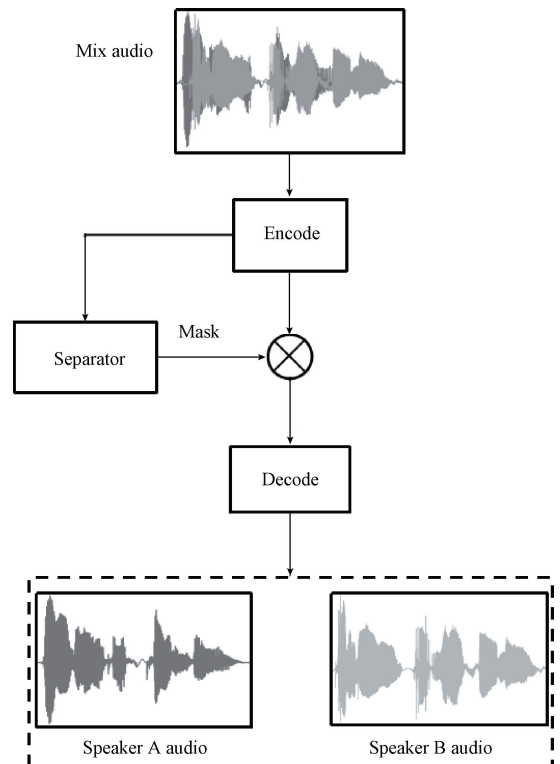 Mix audio
Encode
Mask
Separator
Decode
Speaker A audio
Speaker B audio